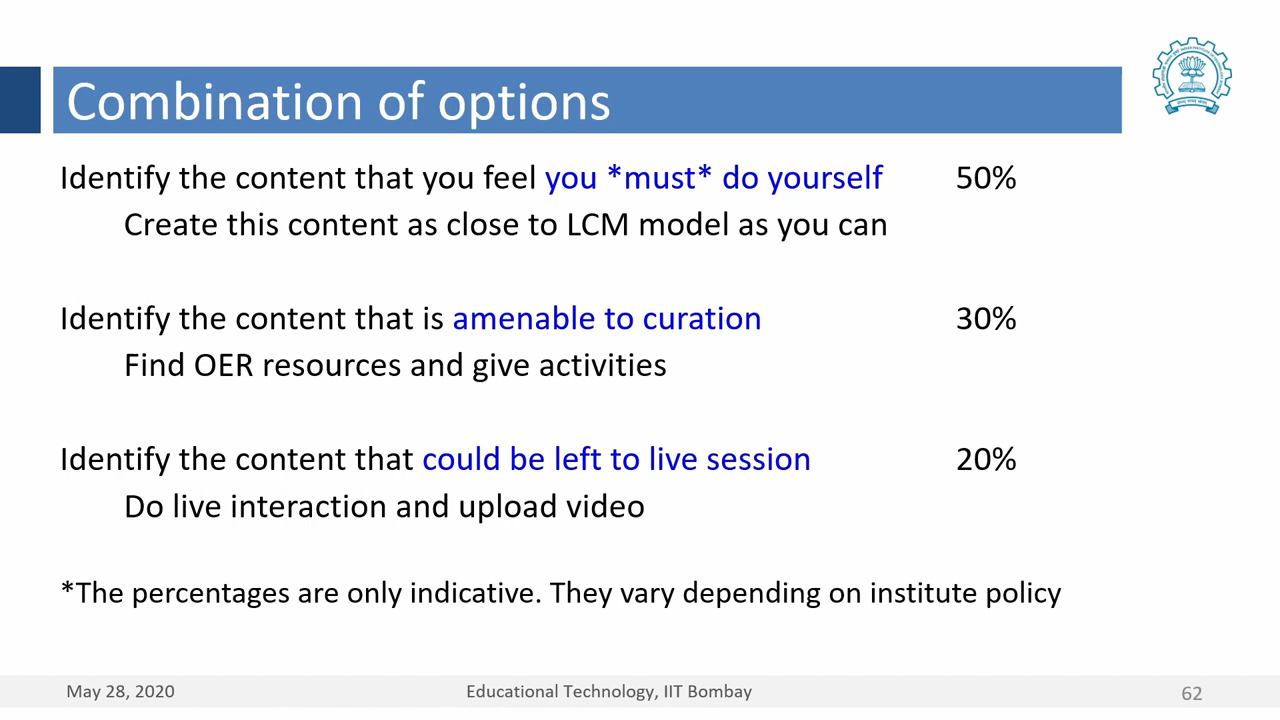 Combination of options
Identify the content that you feel you *must* do yourself 50%
Create this content as close to LCM model as you can
Identify the content that is amenable to curation 30%
Find OER resources and give activities
Identify the content that could be left to live session 20%
Do live interaction and upload video
*The percentages are only indicative. They vary depending on institute policy
May 28, 2020 Educational Technology, IIT Bombay 62